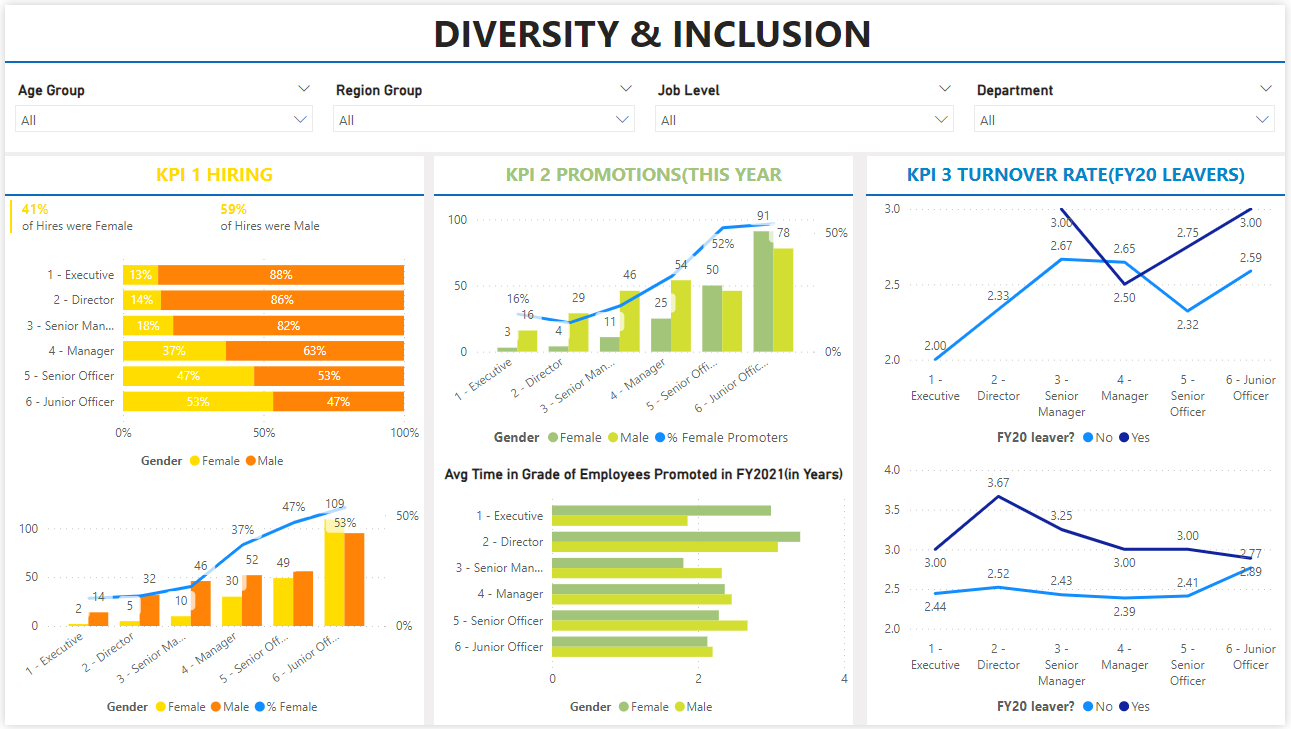 DIVERSITY & INCLUSION
Age Group
Region Group
Job Level
Department
All
All
All
All
KPI 1 HIRING
41%
59%
of Hires were Female
of Hires were Male
1 - Executive 13% 88%
2 - Director 14% 86%
3 - Senior Man... 18% 82%
4 - Manager 37% 63%
5 - Senior Officer 47% 53%
6 - Junior Officer 53% 47%
0% 50% 100%
Gender Female Male
100
50
0
50%
0%
2 14 5 32 10 46 30 52 49 109
37% 47% 53%
1 - Executive
2 - Director
3 - Senior Ma...
4 - Manager
5 - Senior Off...
6 - Junior Off...
Gender Female Male % Female
KPI 2 PROMOTIONS(THIS YEAR
100
50
0
50%
0%
3 16 4 29 11 46 25 54 50 91 78
16% 52%
1 - Executive
2 - Director
3 - Senior Man...
4 - Manager
5 - Senior Offi...
6 - Junior Offic...
Gender Female Male % Female Promoters
Avg Time in Grade of Employees Promoted in FY2021(in Years)
1 - Executive
2 - Director
3 - Senior Man...
4 - Manager
5 - Senior Officer
6 - Junior Officer
0 2 4
Gender Female Male
KPI 3 TURNOVER RATE(FY20 LEAVERS)
3.0
2.5
2.0
3.00 2.50 2.75 3.00
2.00 2.33 2.67 2.65 2.32 2.59
1 -
Executive
2 -
Director
3 -
Senior
Manager
4 -
Manager
5 -
Senior
Officer
6 - Junior
Officer
FY20 leaver? No Yes
4.0
3.5
3.0
2.5
2.0
3.00 3.67 3.25 3.00 3.00 2.77
2.44 2.52 2.43 2.39 2.41 2.89
1 -
Executive
2 -
Director
3 -
Senior
Manager
4 -
Manager
5 -
Senior
Officer
6 - Junior
Officer
FY20 leaver? No Yes